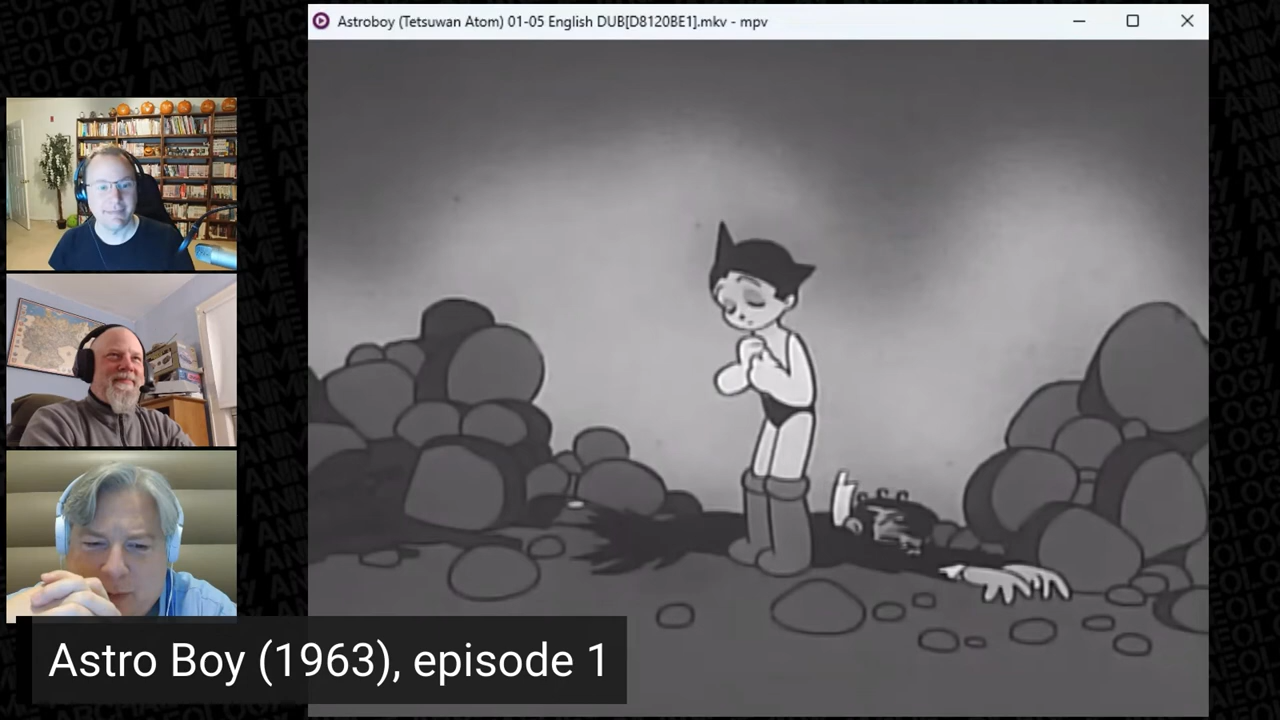 Astroboy (Tetsuwan Atom) 01-05 English DUB[D8120BE1].mkv - mpv
Astro Boy (1963), episode 1